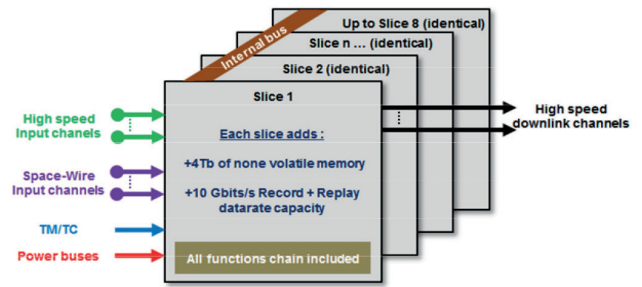 Up to Slice 8 (identical)
Slice n ... (identical)
Slice 2 (identical)
Internal bus
Slice 1
Each slice adds :
+4Tb of none volatile memory
+10 Gbits/s Record + Replay
datarate capacity
All functions chain included
High speed
Input chanels
Space-Wire
Input channels
TM/TC
Power buses
High speed
downlink channels